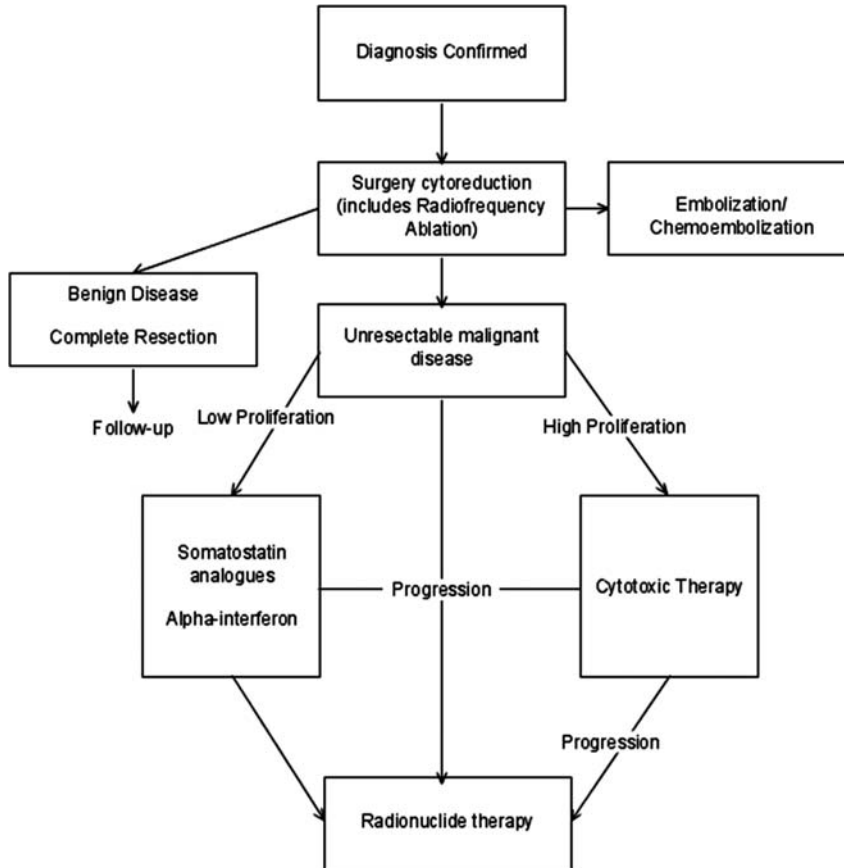 Diagnosis Confirmed
Surgery cytoreduction
(includes Radiofrequency
Ablation)
Embolization/
Chemoembolization
Benign Disease
Complete Resection
Follow-up
Unresectable malignant
disease
Low Proliferation
High Proliferation
Somatostatin
analogues
Alpha-interferon
Progression
Cytotoxic Therapy
Progression
Radionuclide therapy